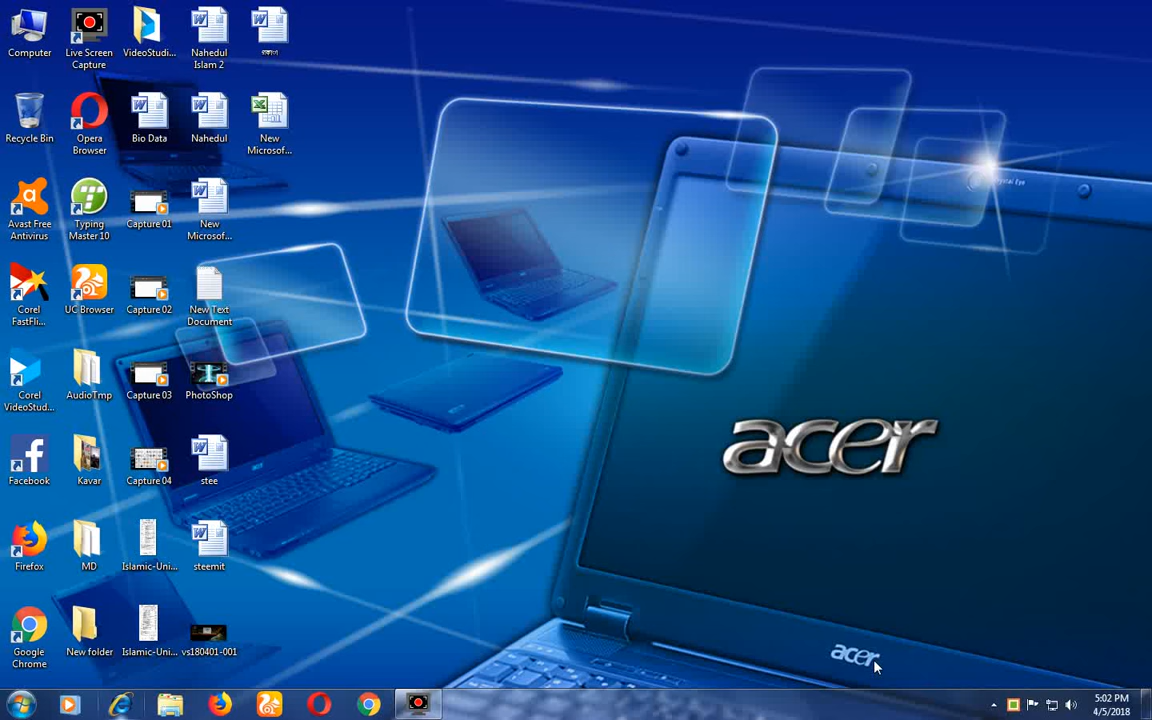 Computer
Live Screen
Capture
VideoStudi...
Nahedul
Islam 2
Recycle Bin
Opera
Browser
Bio Data
Nahedul
New
Microsof...
Avast Free
Antivirus
Typing
Master 10
Capture 01
New
Microsof...
Corel
FastFli...
UC Browser
Capture 02
New Text
Document
Corel
VideoStud...
AudioTmp
Capture 03
PhotoShop
Facebook
Kavar
Capture 04
stee
Firefox
MD
Islamic-Uni...
steemit
Google
Chrome
New folder
Islamic-Uni...
vs180401-001
Crystal Eye
acer
acer
5:02 PM
4/5/2018